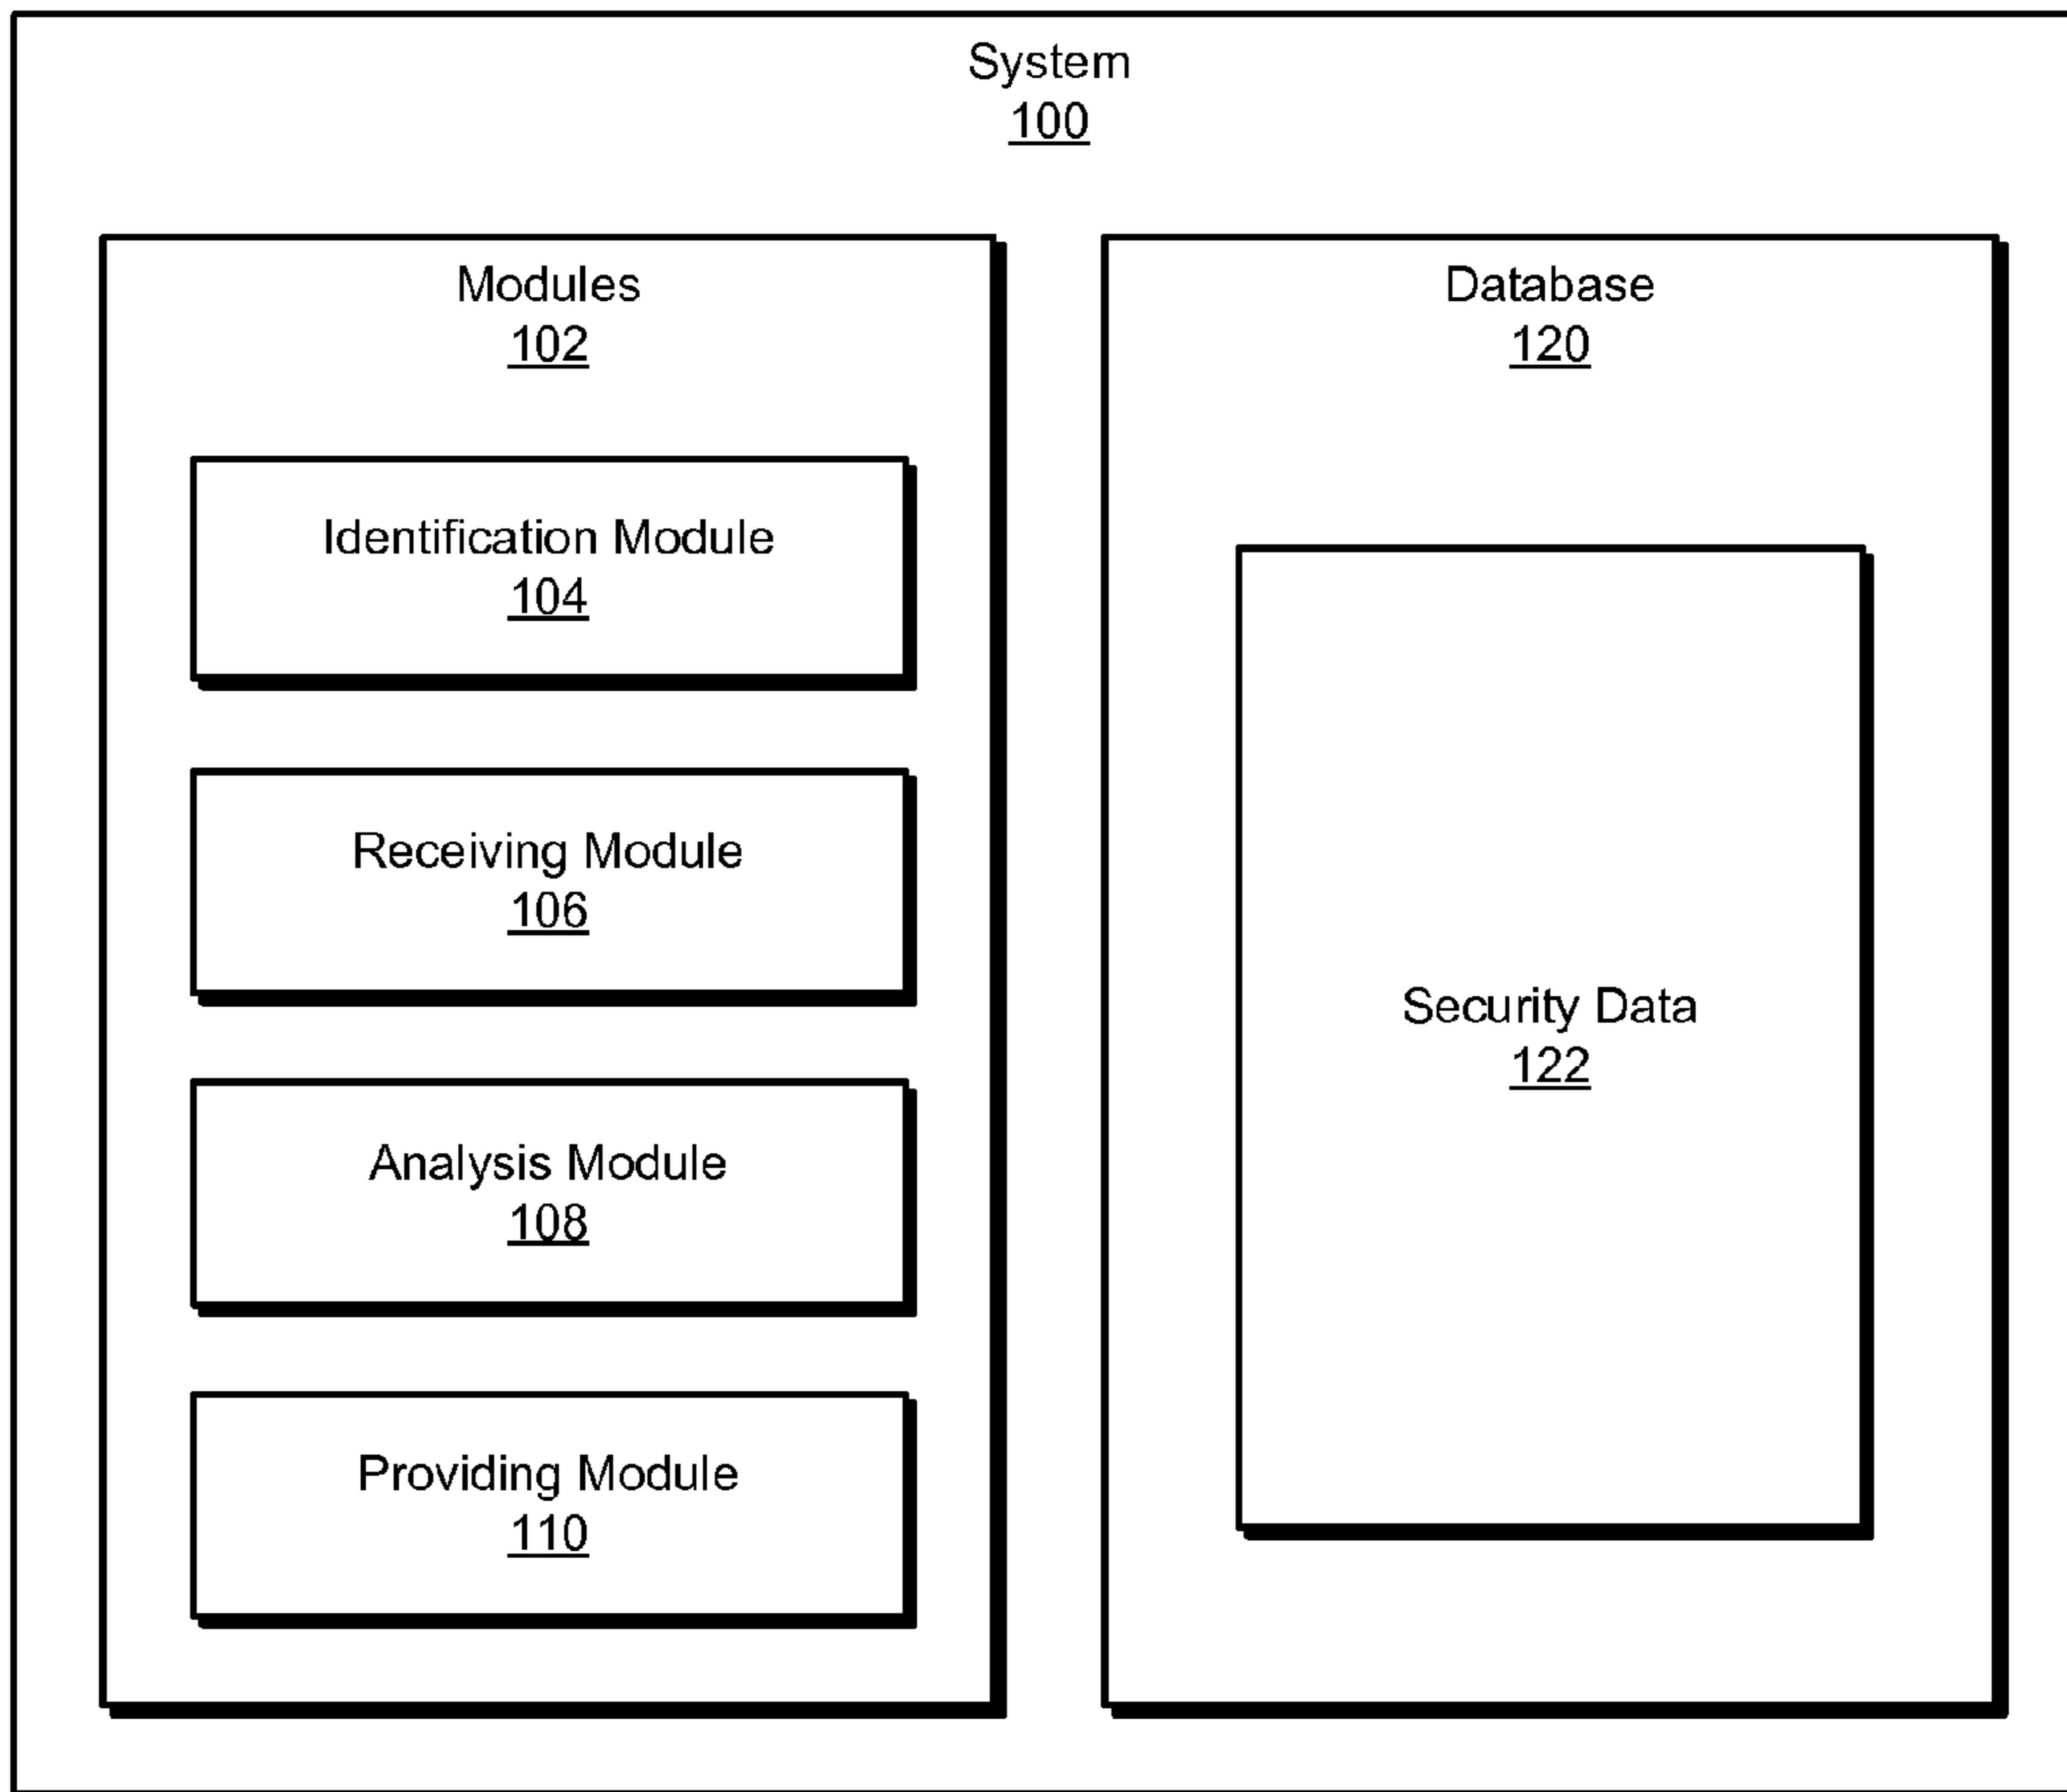 System
100
Modules
102
Identification Module
104
Receiving Module
106
Analysis Module
108
Providing Module
110
Database
120
Security Data
122